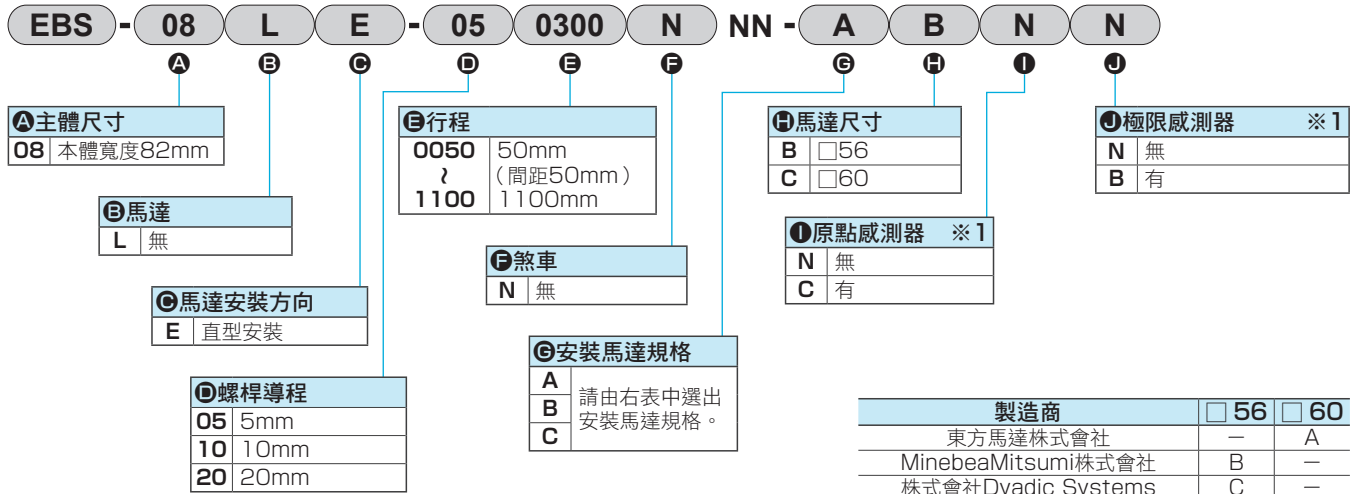 EBS - 08 L E - 05 0300 N NN - A B N N
A B C D E F G H I J
A主體尺寸
08 本體寬度82mm
B馬達
L 無
C馬達安裝方向
E 直型安裝
D螺桿導程
05 5mm
10 10mm
20 20mm
E行程
0050 50mm
≀ （間距50mm）
1100 1100mm
F煞車
N 無
G安裝馬達規格
A
B
C
請由右表中選出
安裝馬達規格。
H馬達尺寸
B □56
C □60
I原點感測器 ※1
N 無
C 有
J極限感測器 ※1
N 無
B 有
製造商 □56 □60
東方馬達株式會社 － A
MinebeaMitsumi株式會社 B －
株式會社Dyadic Systems C －